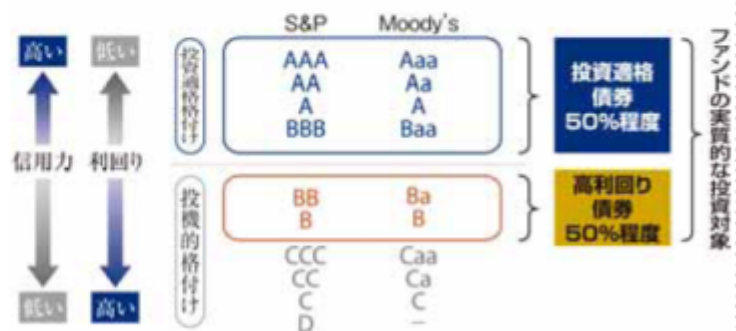 S&P Moody's
高い 低い
信用力 利回り
低い 高い
投資適格格付け
AAA Aaa
AA Aa
A A
BBB Baa
投資適格
債券
50%程度
投機的格付け
BB Ba
B B
高利回り
債券
50%程度
CCC Caa
CC Ca
C C
D –
ファンドの実質的な投資対象